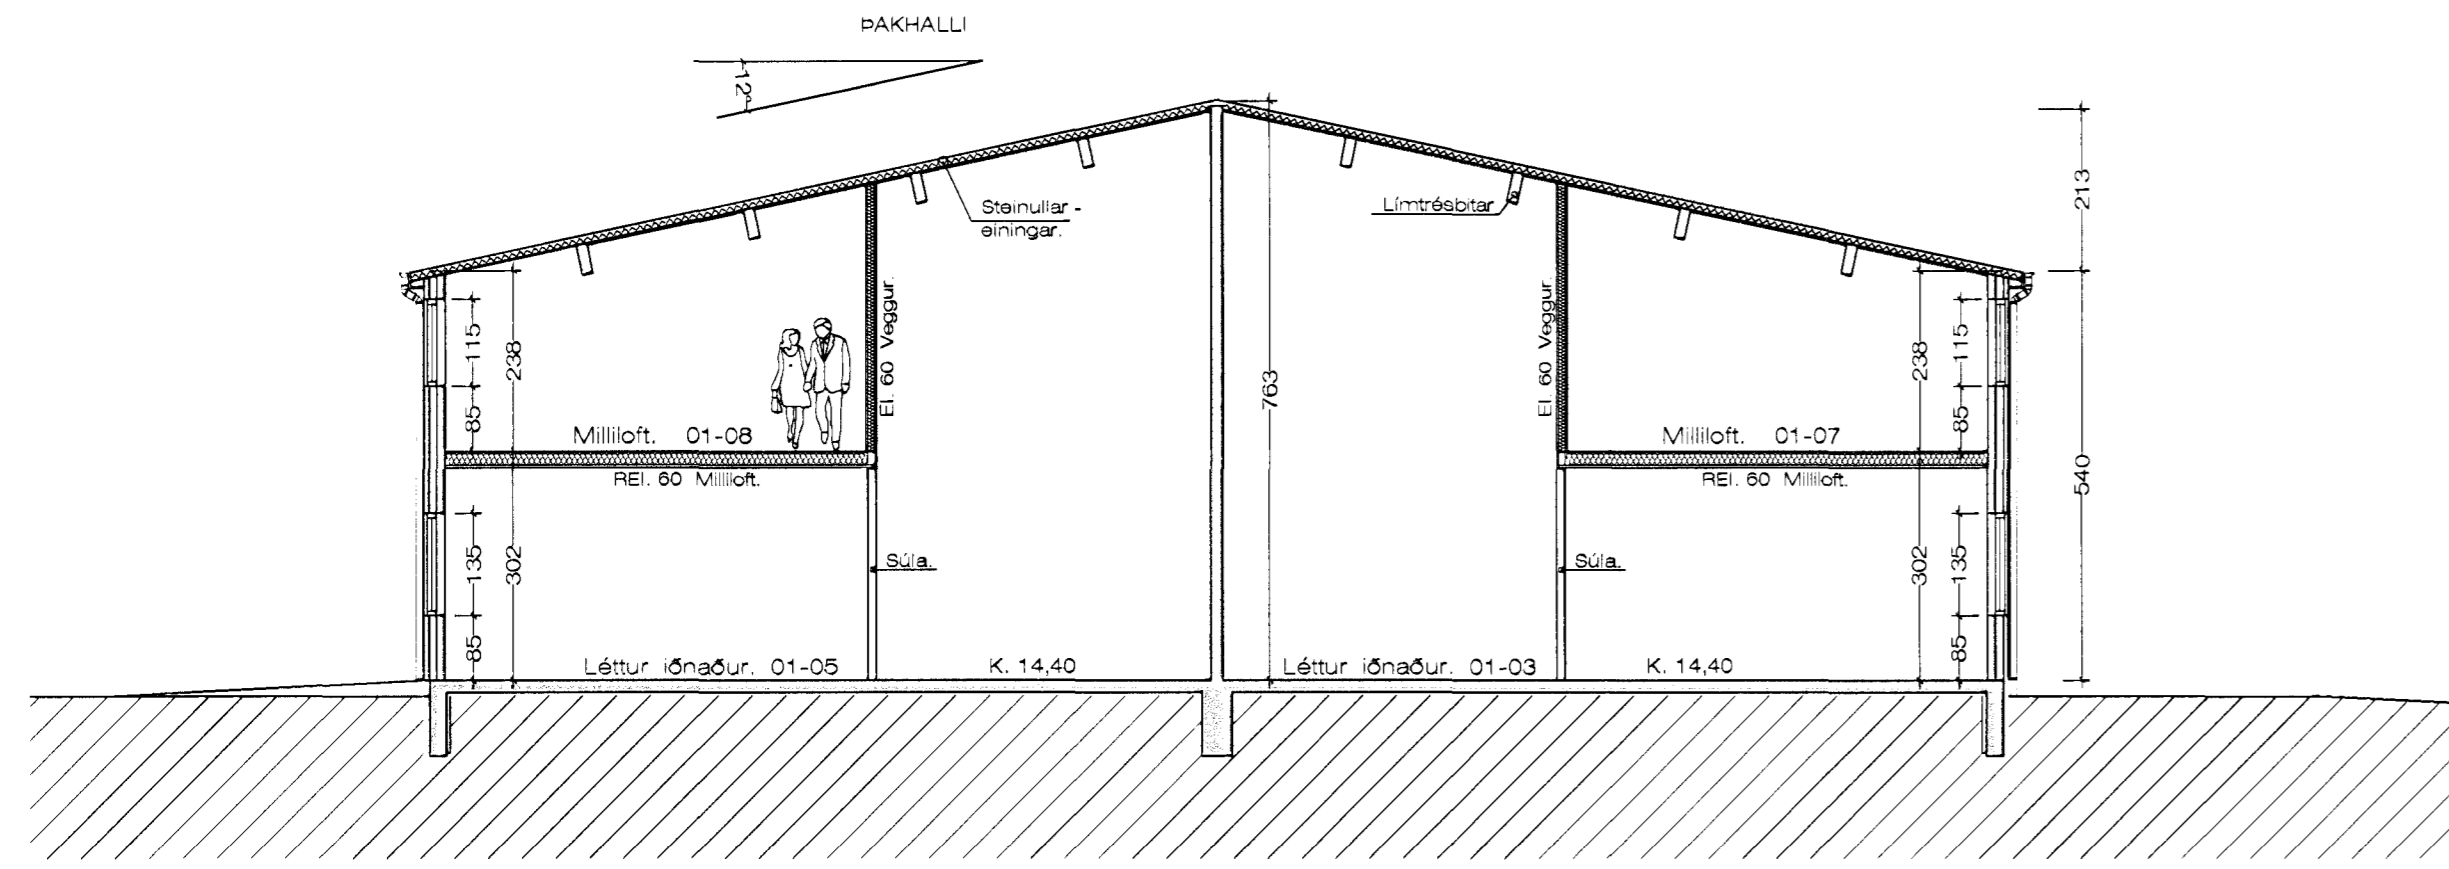 ÞAKHALLI
12°
Steinullar -
einingar.
Límtrésbitar
213
115
238
85
El. 60 Veggur.
763
El. 60 Veggur.
238
115
85
Milliloft. 01-08
Milliloft. 01-07
REI. 60 Milliloft.
REI. 60 Milliloft.
540
135
302
85
Súla.
Súla.
302
135
85
Léttur iðnaður. 01-05
K. 14,40
Léttur iðnaður. 01-03
K. 14,40